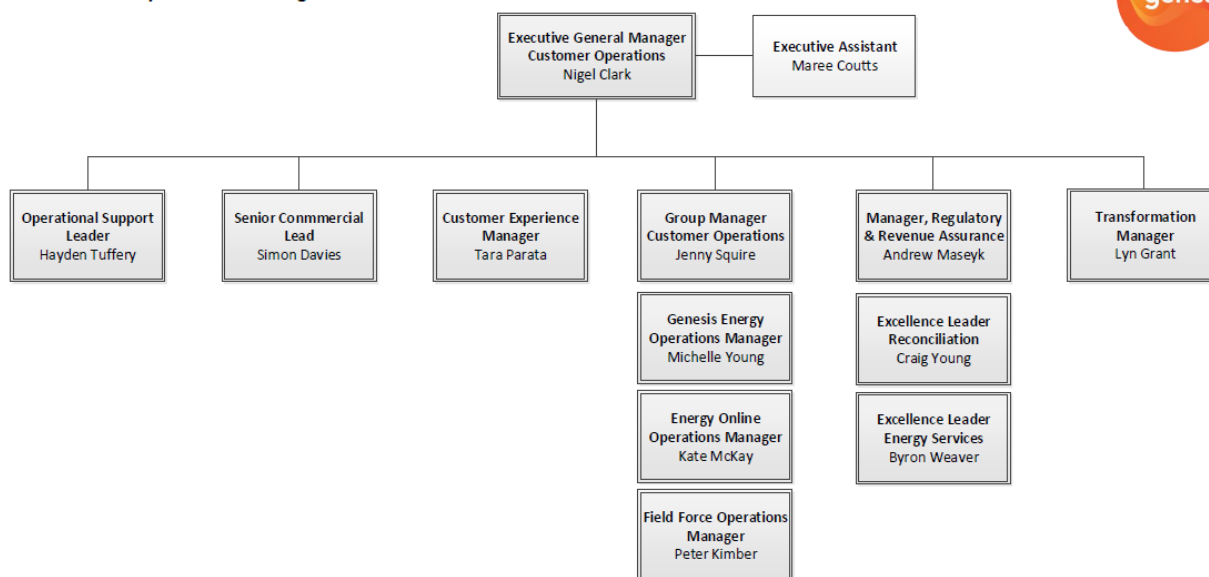 Executive General Manager
Customer Operations
Nigel Clark
Executive Assistant
Maree Coutts
Operational Support
Leader
Hayden Tuffery
Senior Conmmercial
Lead
Simon Davies
Customer Experience
Manager
Tara Parata
Group Manager
Customer Operations
Jenny Squire
Manager, Regulatory
& Revenue Assurance
Andrew Maseyk
Transformation
Manager
Lyn Grant
Genesis Energy
Operations Manager
Michelle Young
Excellence Leader
Reconciliation
Craig Young
Energy Online
Operations Manager
Kate McKay
Excellence Leader
Energy Services
Byron Weaver
Field Force Operations
Manager
Peter Kimber